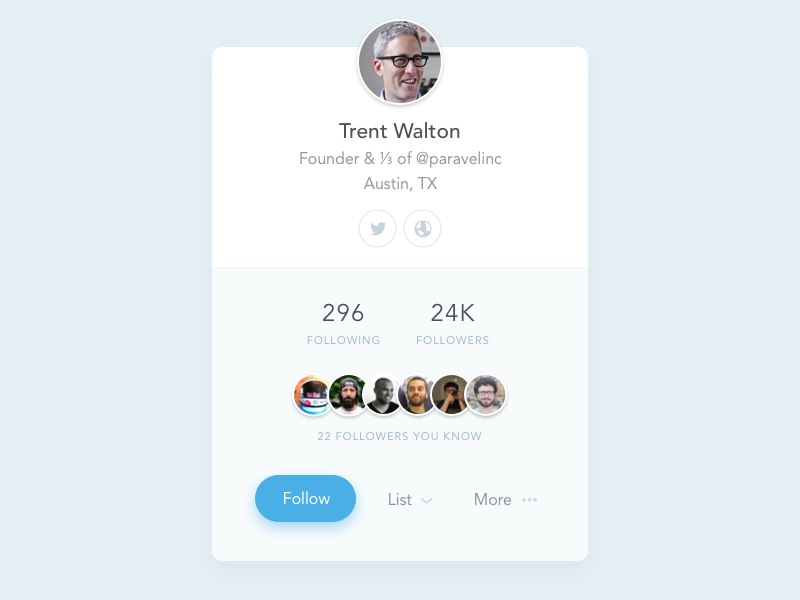 Trent Walton
Founder & ⅓ of @paravelinc
Austin, TX
296 24K
FOLLOWING FOLLOWERS
22 FOLLOWERS YOU KNOW
Follow List More